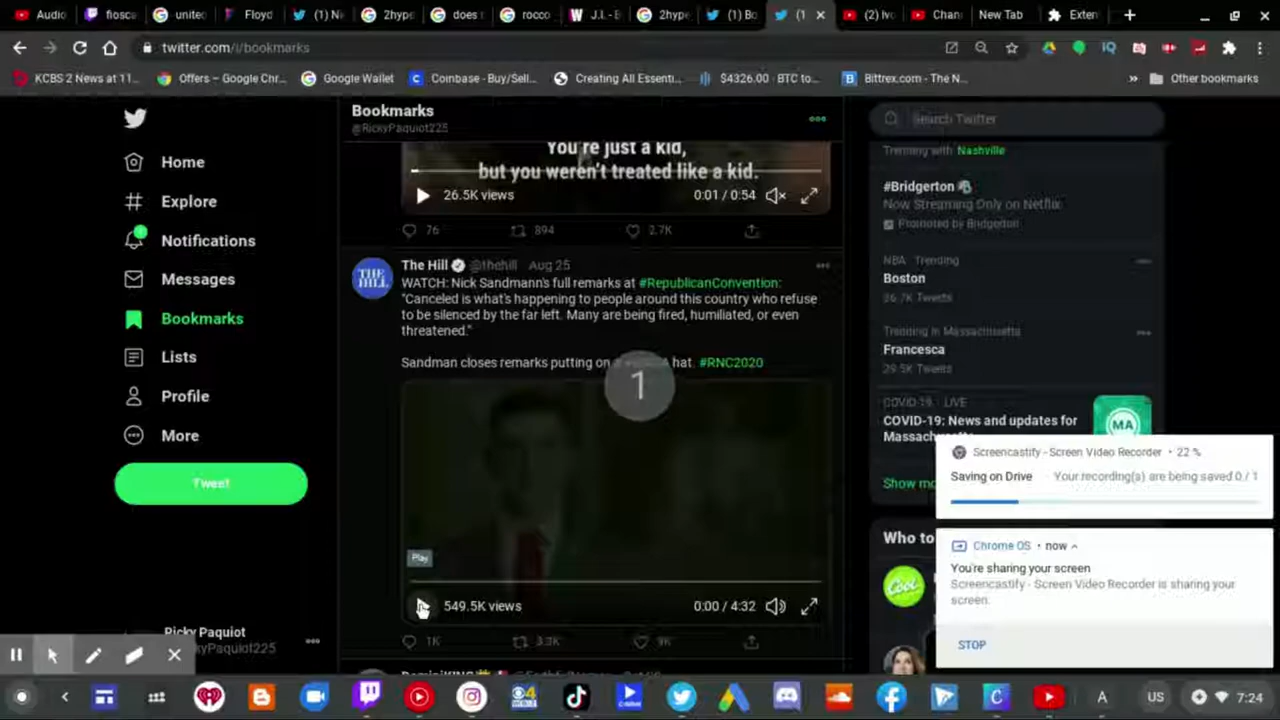 Audio
fiosca
united
Floyd
(1) Ni
2hype
does t
rocco
J.I. - B
2hype
(1) Bo
(1
(2) Ivo
Chan
New Tab
Exten
twitter.com/i/bookmarks
KCBS 2 News at 11...
Offers – Google Chr...
Google Wallet
Coinbase - Buy/Sell...
Creating All Essenti...
$4326.00 · BTC to...
Bittrex.com - The N...
Other bookmarks
Home
Explore
Notifications
Messages
Bookmarks
Lists
Profile
More
Tweet
Ricky Paquiot
kyPaquiot225
Bookmarks
@RickyPaquiot225
You're just a kid,
but you weren't treated like a kid.
26.5K views
0:01 / 0:54
76
894
2.7K
THE HILL
The Hill @thehill Aug 25
WATCH: Nick Sandmann's full remarks at #RepublicanConvention:
"Canceled is what's happening to people around this country who refuse
to be silenced by the far left. Many are being fired, humiliated, or even
threatened."
Sandman closes remarks putting on hat. #RNC2020
1
Play
549.5K views
0:00 / 4:32
1K
3.3K
9K
Search Twitter
Trending with Nashville
#Bridgerton
Now Streaming Only on Netflix
Promoted by Bridgerton
NBA · Trending
Boston
36.7K Tweets
Trending in Massachusetts
Francesca
29.5K Tweets
COVID-19 · LIVE
COVID-19: News and updates for
Massach
MA
Show mo
Who to
Cool
Screencastify - Screen Video Recorder • 22 %
Saving on Drive
Your recording(s) are being saved 0 / 1
Chrome OS • now
You're sharing your screen
Screencastify - Screen Video Recorder is sharing your
screen.
STOP
A
US
7:24